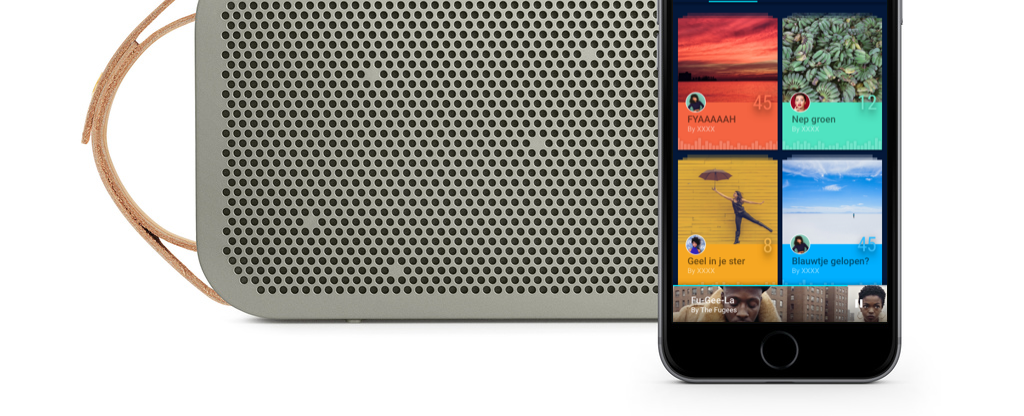 45
12
FYAAAAAH
Nep groen
By XXXX
By XXXX
8
45
Geel in je ster
Blauwtje gelopen?
By XXXX
By XXXX
Fu-Gee-La
By The Fugees